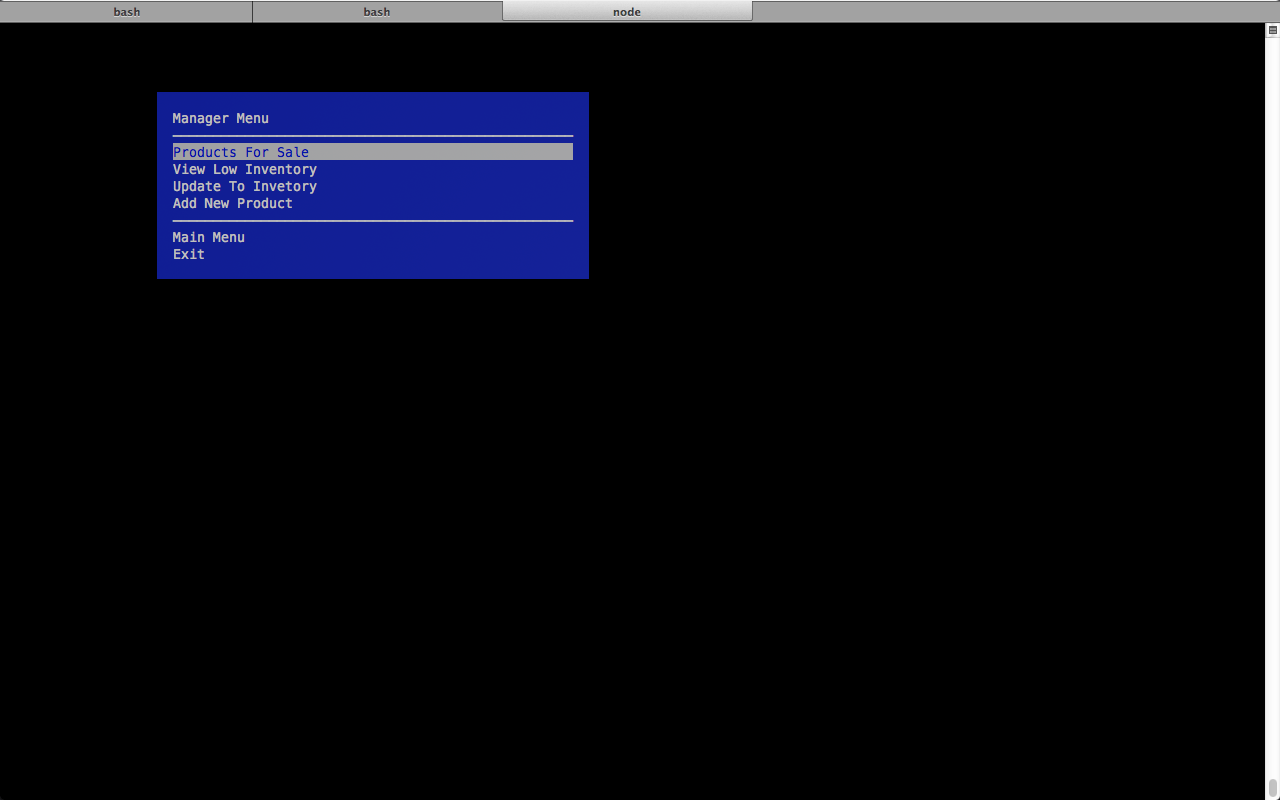 bash bash node
Manager Menu
Products For Sale
View Low Inventory
Update To Invetory
Add New Product
Main Menu
Exit